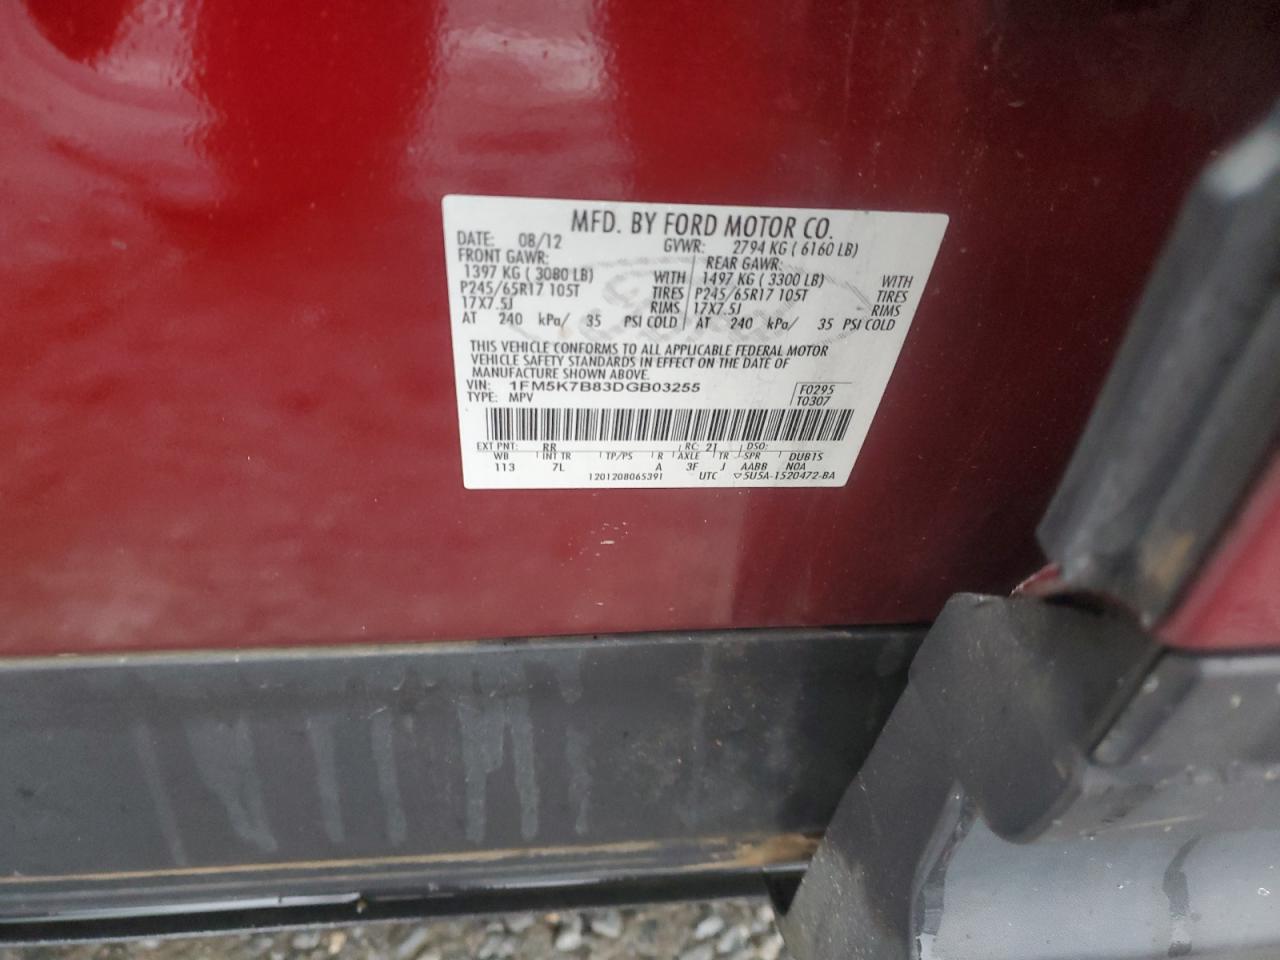 MFD. BY FORD MOTOR CO.
DATE: 08/12 GVWR: 2794 KG ( 6160 LB)
FRONT GAWR: REAR GAWR:
1397 KG ( 3080 LB) WITH 1497 KG ( 3300 LB) WITH
P245/65R17 105T TIRES P245/65R17 105T TIRES
17X7.5J RIMS 17X7.5J RIMS
AT 240 kPa/ 35 PSI COLD AT 240 kPa/ 35 PSI COLD
THIS VEHICLE CONFORMS TO ALL APPLICABLE FEDERAL MOTOR
VEHICLE SAFETY STANDARDS IN EFFECT ON THE DATE OF
MANUFACTURE SHOWN ABOVE.
VIN: 1FM5K7B83DGB03255 F0295
TYPE: MPV T0307
EXT PNT: RR RC: 21 DSO:
WB INT TR TP/PS R AXLE TR SPR DUB1S
113 7L A 3F J AABB N0A
1201208065391 UTC ▽5U5A-1520472-BA